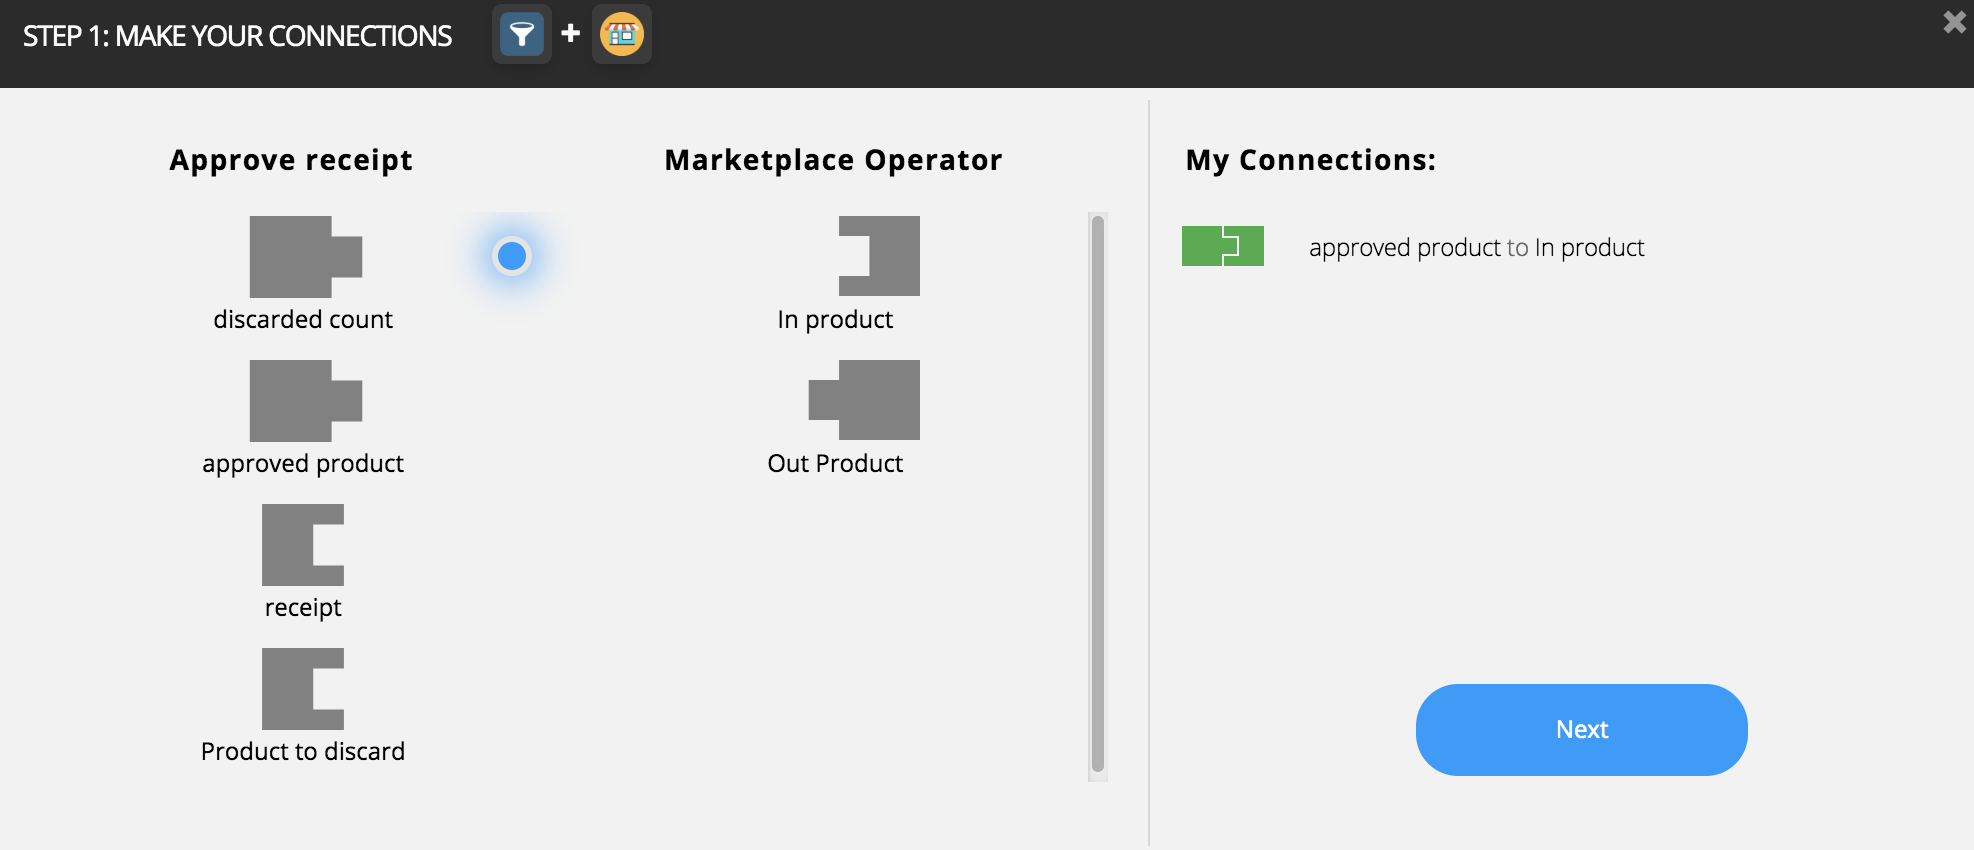 STEP 1: MAKE YOUR CONNECTIONS
Approve receipt
discarded count
approved product
receipt
Product to discard
Marketplace Operator
In product
Out Product
My Connections:
approved product to In product
Next